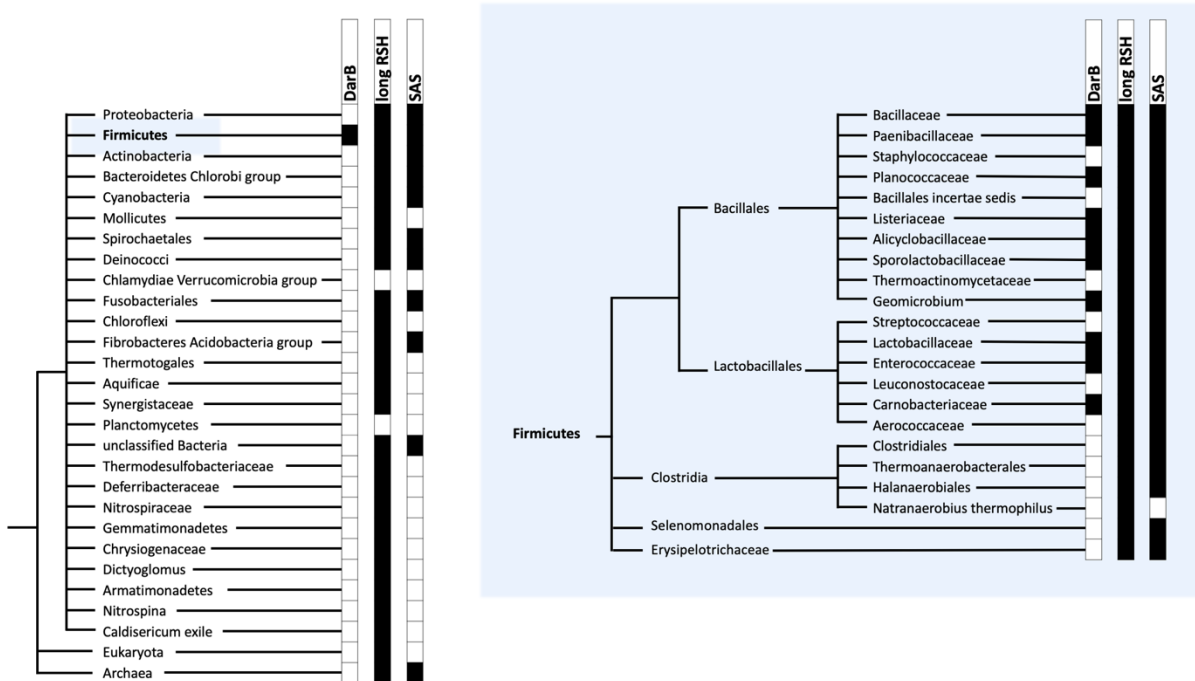 DarB
long RSH
SAS
Proteobacteria
Firmicutes
Actinobacteria
Bacteroidetes Chlorobi group
Cyanobacteria
Mollicutes
Spirochaetales
Deinococci
Chlamydiae Verrucomicrobia group
Fusobacteriales
Chloroflexi
Fibrobacteres Acidobacteria group
Thermotogales
Aquificae
Synergistaceae
Planctomycetes
unclassified Bacteria
Thermodesulfobacteriaceae
Deferribacteraceae
Nitrospiraceae
Gemmatimonadetes
Chrysiogenaceae
Dictyoglomus
Armatimonadetes
Nitrospina
Caldisericum exile
Eukaryota
Archaea
DarB
long RSH
SAS
Firmicutes
Bacillales
Bacillaceae
Paenibacillaceae
Staphylococcaceae
Planococcaceae
Bacillales incertae sedis
Listeriaceae
Alicyclobacillaceae
Sporolactobacillaceae
Thermoactinomycetaceae
Geomicrobium
Lactobacillales
Streptococcaceae
Lactobacillaceae
Enterococcaceae
Leuconostocaceae
Carnobacteriaceae
Aerococcaceae
Clostridia
Clostridiales
Thermoanaerobacterales
Halanaerobiales
Natranaerobius thermophilus
Selenomonadales
Erysipelotrichaceae